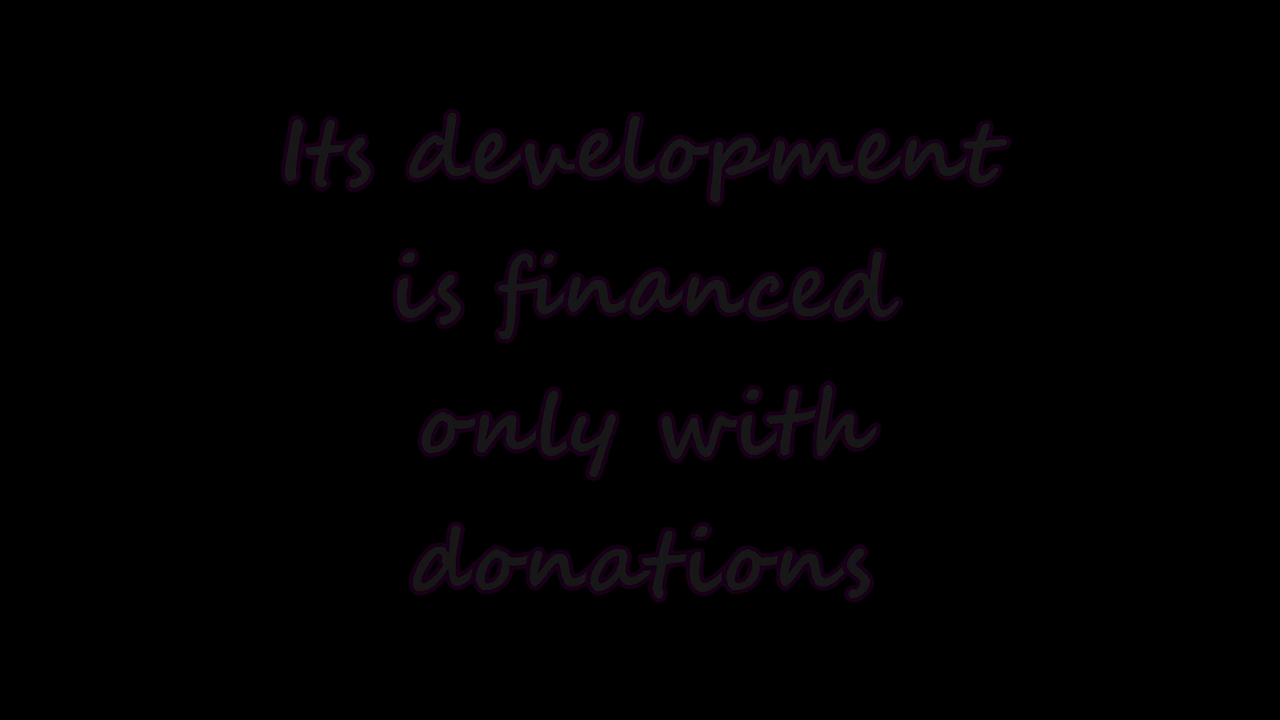 Its development
is financed
only with
donations